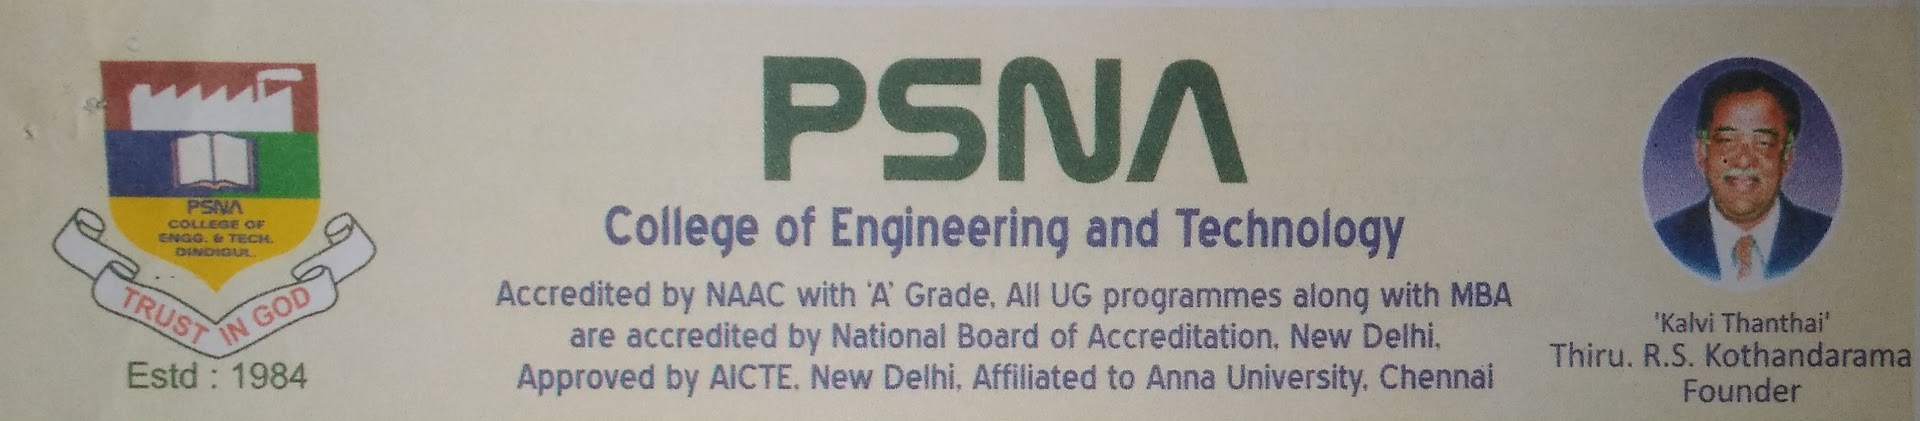 PSNA
COLLEGE OF
ENGG. & TECH.
DINDIGUL.
TRUST IN GOD
Estd : 1984
PSNA
College of Engineering and Technology
Accredited by NAAC with 'A' Grade, All UG programmes along with MBA
are accredited by National Board of Accreditation, New Delhi,
Approved by AICTE, New Delhi, Affiliated to Anna University, Chennai
'Kalvi Thanthai'
Thiru. R.S. Kothandarama
Founder